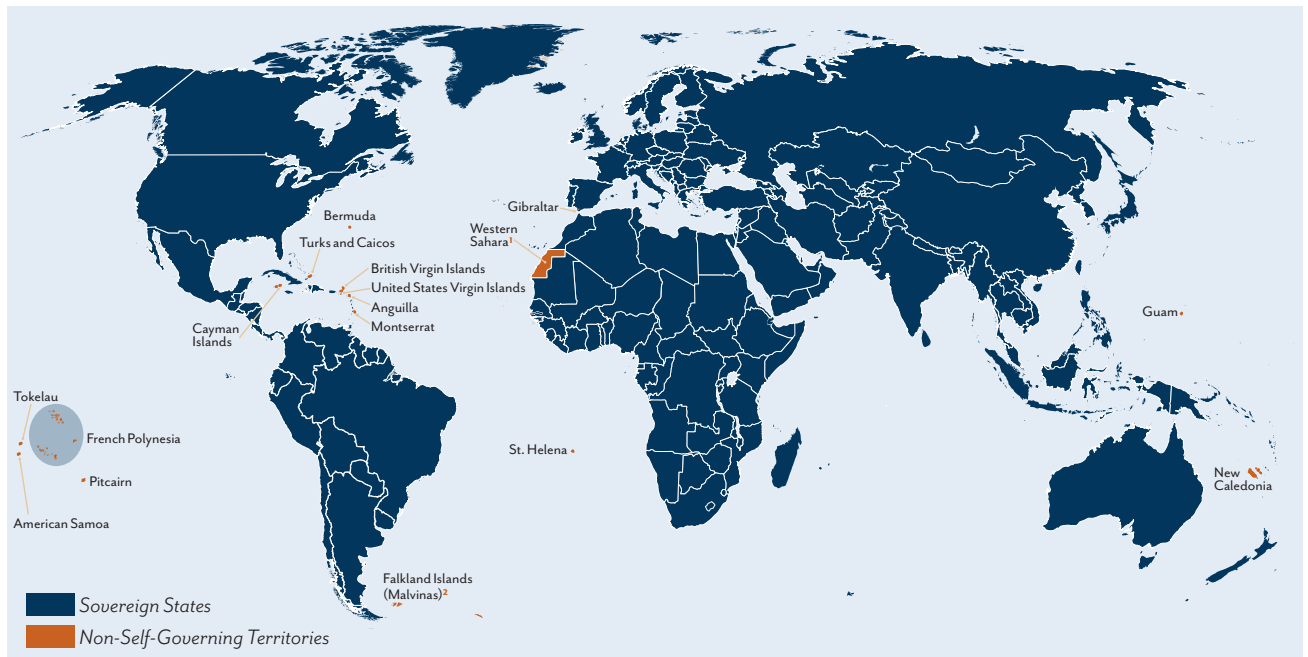 Gibraltar
Western
Sahara¹
Bermuda
Turks and Caicos
British Virgin Islands
United States Virgin Islands
Anguilla
Montserrat
Cayman
Islands
Guam
Tokelau
French Polynesia
St. Helena
Pitcairn
New
Caledonia
American Samoa
Falkland Islands
(Malvinas)²
Sovereign States
Non-Self-Governing Territories